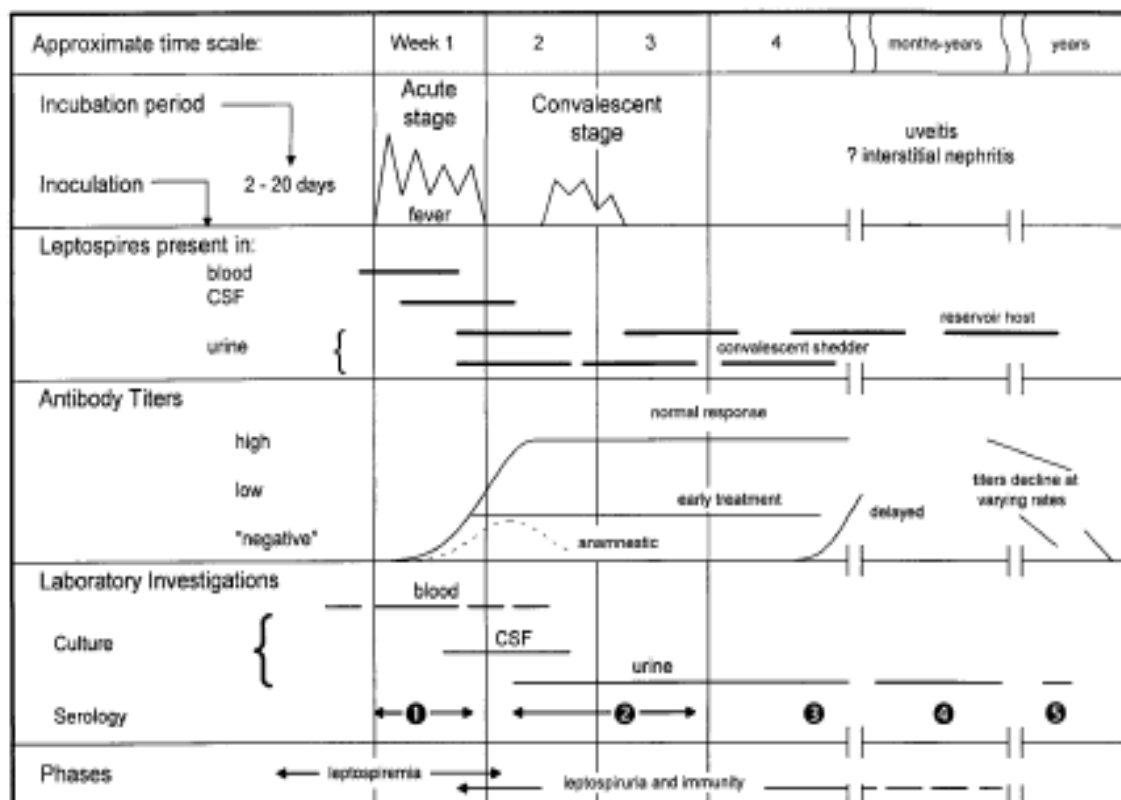 Approximate time scale: Week 1 2 3 4 months-years years
Incubation period
Acute stage
Convalescent stage
uveitis
? interstitial nephritis
Inoculation
2 - 20 days
fever
Leptospires present in:
blood
CSF
reservoir host
urine {
convalescent shedder
Antibody Titers
normal response
high
low
early treatment
titers decline at
varying rates
delayed
"negative"
anamnestic
Laboratory Investigations
blood
Culture {
CSF
urine
Serology ❶ ❷ ❸ ❹ ❺
Phases
leptospiremia
leptospiruria and immunity